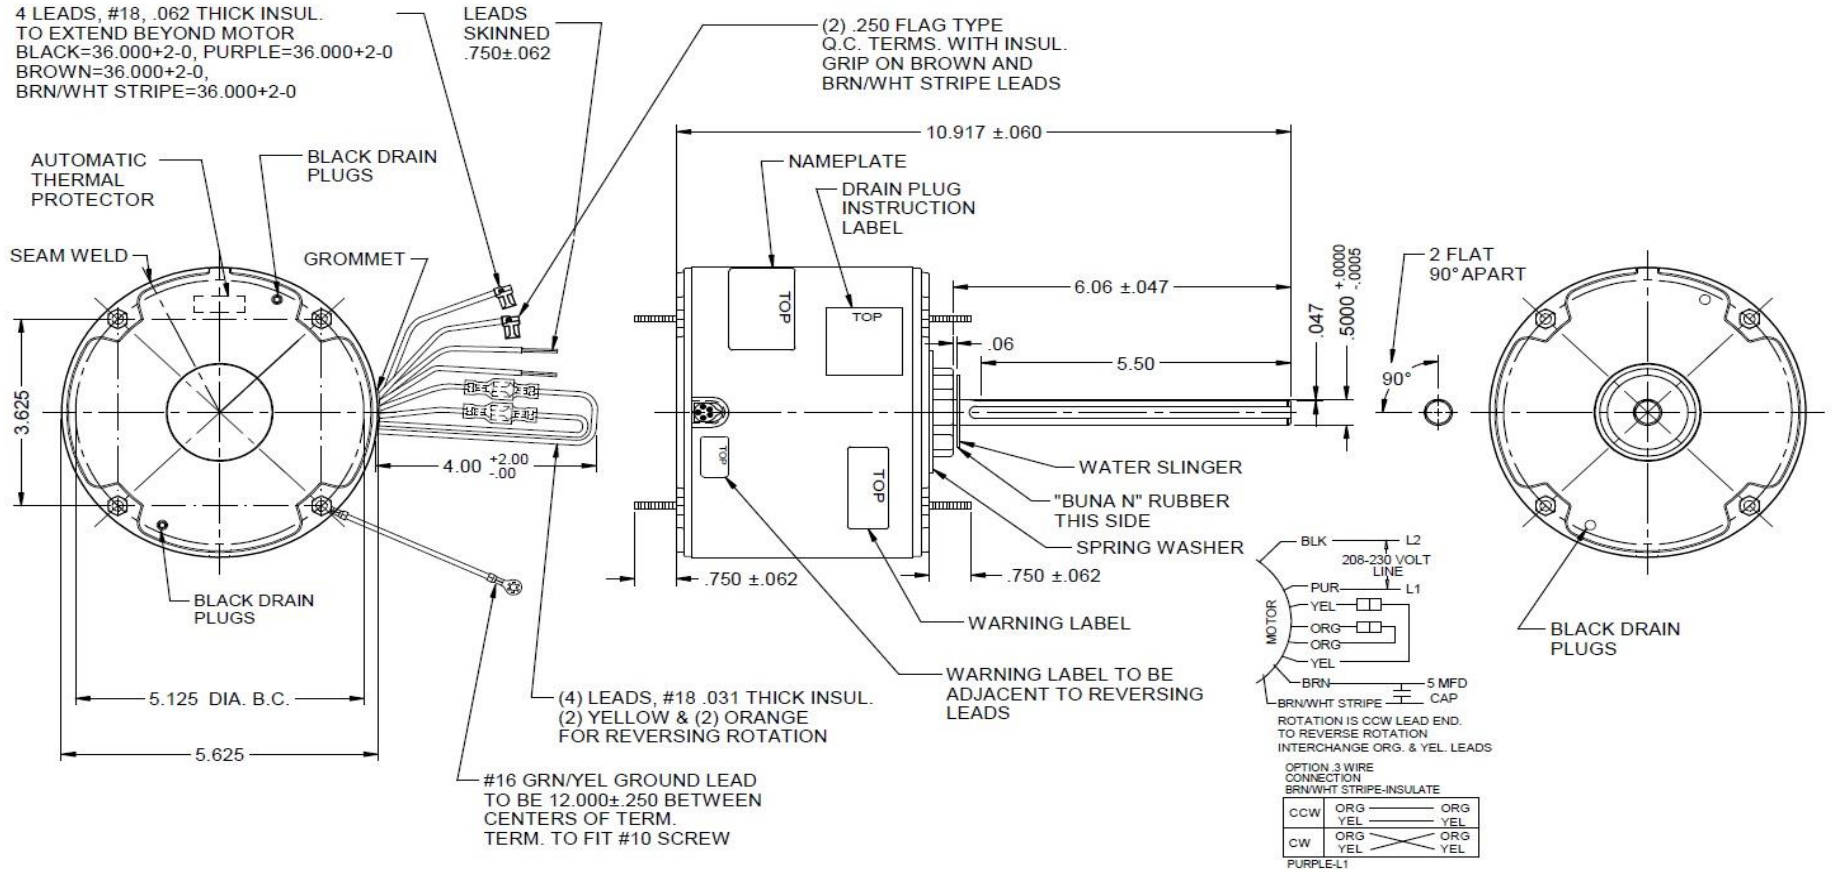 4 LEADS, #18, .062 THICK INSUL.
TO EXTEND BEYOND MOTOR
BLACK=36.000+2-0, PURPLE=36.000+2-0
BROWN=36.000+2-0,
BRN/WHT STRIPE=36.000+2-0
LEADS
SKINNED
.750±.062
(2) .250 FLAG TYPE
Q.C. TERMS. WITH INSUL.
GRIP ON BROWN AND
BRN/WHT STRIPE LEADS
AUTOMATIC
THERMAL
PROTECTOR
BLACK DRAIN
PLUGS
SEAM WELD
GROMMET
3.625
4.00 +2.00
-.00
BLACK DRAIN
PLUGS
5.125 DIA. B.C.
5.625
(4) LEADS, #18 .031 THICK INSUL.
(2) YELLOW & (2) ORANGE
FOR REVERSING ROTATION
#16 GRN/YEL GROUND LEAD
TO BE 12.000±.250 BETWEEN
CENTERS OF TERM.
TERM. TO FIT #10 SCREW
10.917 ±.060
NAMEPLATE
DRAIN PLUG
INSTRUCTION
LABEL
TOP
TOP
TOP
TOP
6.06 ±.047
.06
5.50
.047
.5000 +.0000
-.0005
WATER SLINGER
"BUNA N" RUBBER
THIS SIDE
SPRING WASHER
.750 ±.062
.750 ±.062
WARNING LABEL
WARNING LABEL TO BE
ADJACENT TO REVERSING
LEADS
2 FLAT
90° APART
90°
BLACK DRAIN
PLUGS
MOTOR
BLK L2
208-230 VOLT
LINE
PUR L1
YEL
ORG
ORG
YEL
BRN 5 MFD
CAP
BRN/WHT STRIPE
ROTATION IS CCW LEAD END.
TO REVERSE ROTATION
INTERCHANGE ORG. & YEL. LEADS
OPTION .3 WIRE
CONNECTION
BRN/WHT STRIPE-INSULATE
CCW ORG ORG
YEL YEL
CW ORG ORG
YEL YEL
PURPLE-L1